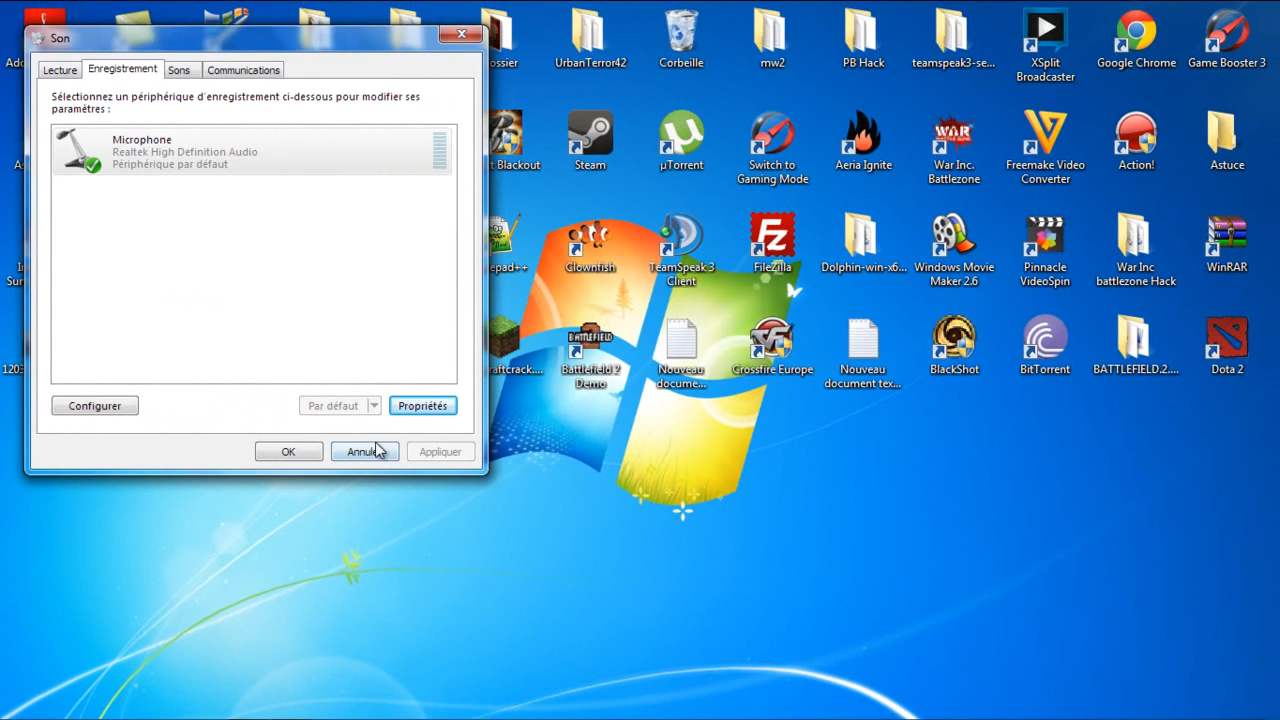 Son
Lecture
Enregistrement
Sons
Communications
Sélectionnez un périphérique d'enregistrement ci-dessous pour modifier ses
paramètres :
Microphone
Realtek High Definition Audio
Périphérique par défaut
Configurer
Par défaut
Propriétés
OK
Annule
Appliquer
UrbanTerror42
Corbeille
mw2
PB Hack
teamspeak3-se...
XSplit
Broadcaster
Google Chrome
Game Booster 3
Blackout
Steam
µTorrent
Switch to
Gaming Mode
Aeria Ignite
War Inc.
Battlezone
Freemake Video
Converter
Action!
Astuce
Clownfish
TeamSpeak 3
Client
FileZilla
Dolphin-win-x6...
Windows Movie
Maker 2.6
Pinnacle
VideoSpin
War Inc
battlezone Hack
WinRAR
Battlefield 2
Demo
Nouveau
docume...
Crossfire Europe
Nouveau
document tex...
BlackShot
BitTorrent
BATTLEFIELD.2....
Dota 2